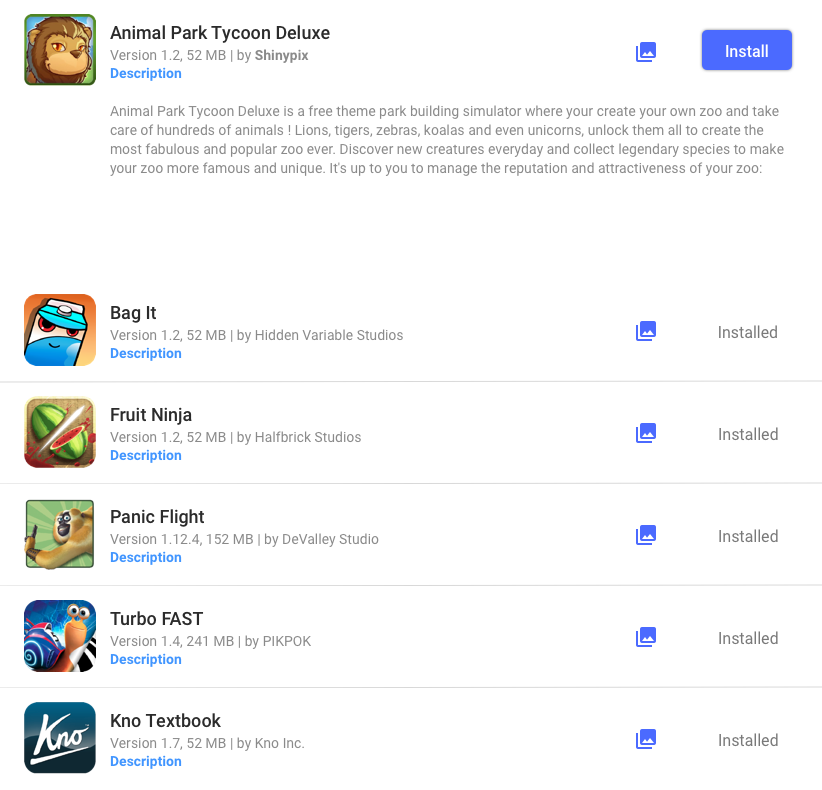 Animal Park Tycoon Deluxe
Version 1.2, 52 MB | by Shinypix
Description
Install
Animal Park Tycoon Deluxe is a free theme park building simulator where your create your own zoo and take
care of hundreds of animals ! Lions, tigers, zebras, koalas and even unicorns, unlock them all to create the
most fabulous and popular zoo ever. Discover new creatures everyday and collect legendary species to make
your zoo more famous and unique. It's up to you to manage the reputation and attractiveness of your zoo:
Bag It
Version 1.2, 52 MB | by Hidden Variable Studios
Description
Installed
Fruit Ninja
Version 1.2, 52 MB | by Halfbrick Studios
Description
Installed
Panic Flight
Version 1.12.4, 152 MB | by DeValley Studio
Description
Installed
Turbo FAST
Version 1.4, 241 MB | by PIKPOK
Description
Installed
Kno
Kno Textbook
Version 1.7, 52 MB | by Kno Inc.
Description
Installed